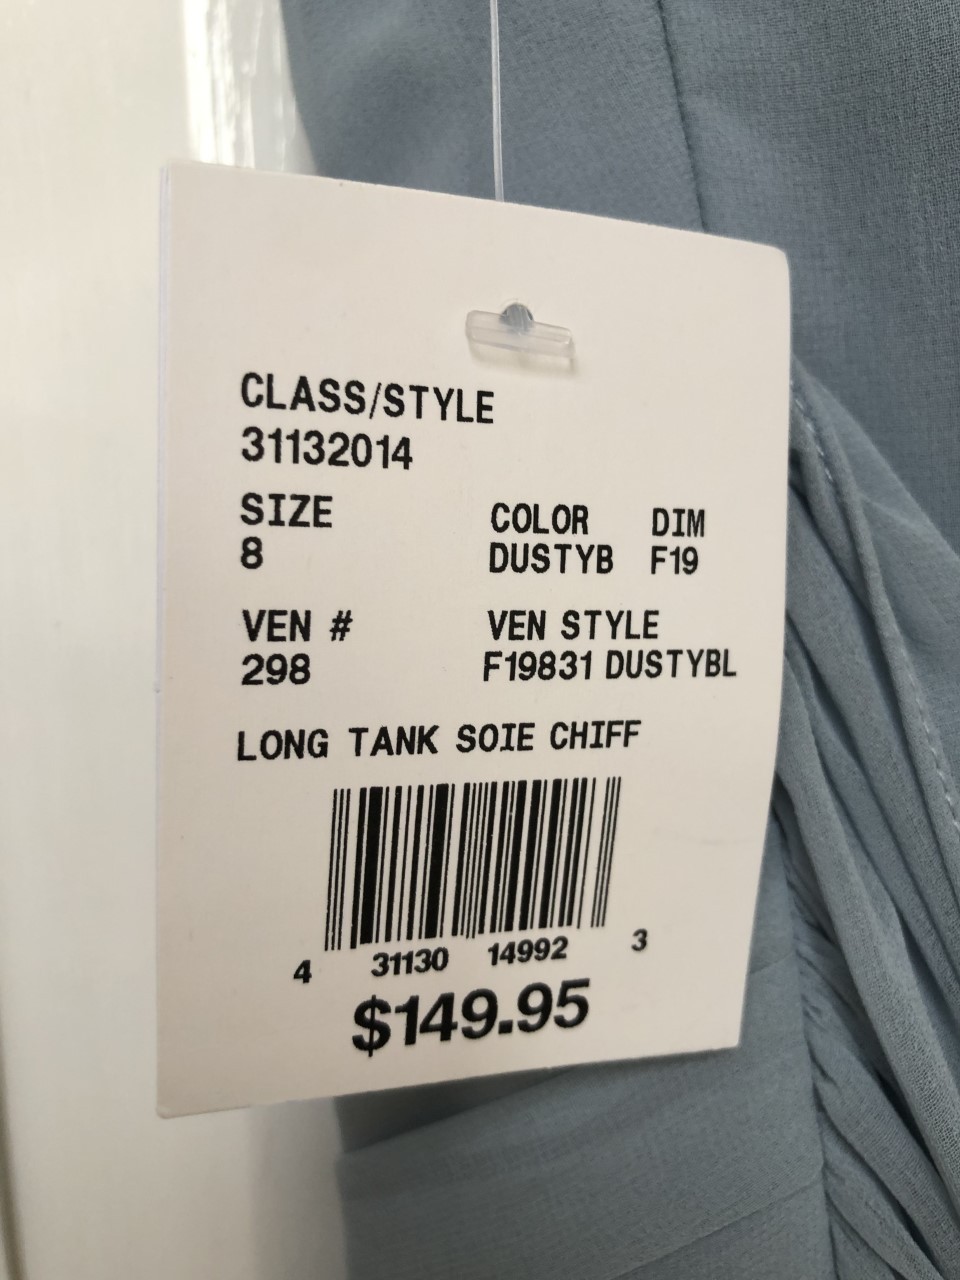 CLASS/STYLE
31132014
SIZE COLOR DIM
8 DUSTYB F19
VEN # VEN STYLE
298 F19831 DUSTYBL
LONG TANK SOIE CHIFF
4 31130 14992 3
$149.95